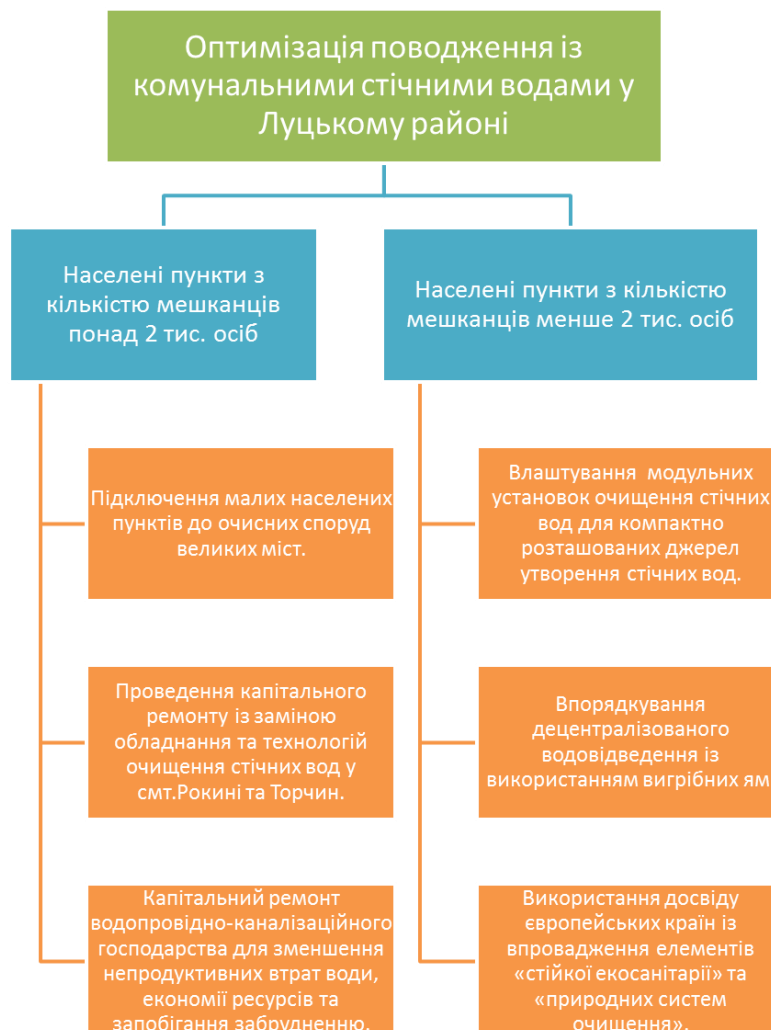 Оптимізація поводження із
комунальними стічними водами у
Луцькому районі
Населені пункти з
кількістю мешканців
понад 2 тис. осіб
Підключення малих населених
пунктів до очисних споруд
великих міст.
Проведення капітального
ремонту із заміною
обладнання та технологій
очищення стічних вод у
смт.Рокині та Торчин.
Капітальний ремонт
водопровідно-каналізаційного
господарства для зменшення
непродуктивних втрат води,
економії ресурсів та
запобігання забрудненню.
Населені пункти з кількістю
мешканців менше 2 тис. осіб
Влаштування модульних
установок очищення стічних
вод для компактно
розташованих джерел
утворення стічних вод.
Впорядкування
децентралізованого
водовідведення із
використанням вигрібних ям
Використання досвіду
європейських країн із
впровадження елементів
«стійкої екосанітарії» та
«природних систем
очищення».